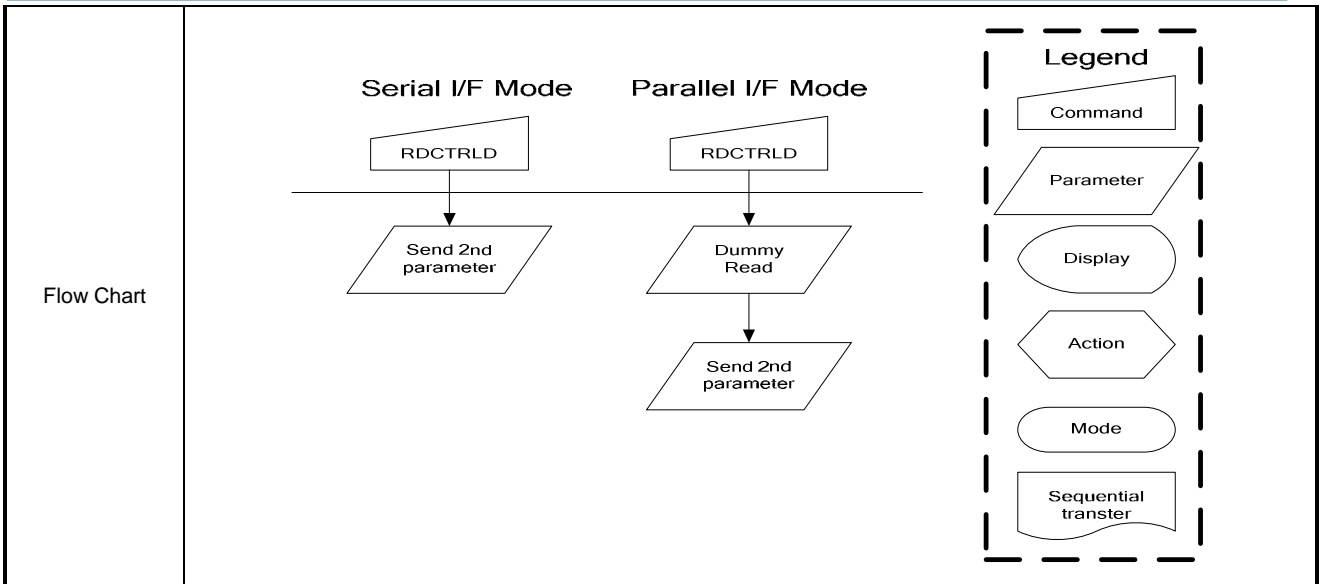 Flow Chart
Serial I/F Mode
RDCTRLD
Send 2nd
parameter
Parallel I/F Mode
RDCTRLD
Dummy
Read
Send 2nd
parameter
Legend
Command
Parameter
Display
Action
Mode
Sequential
transter